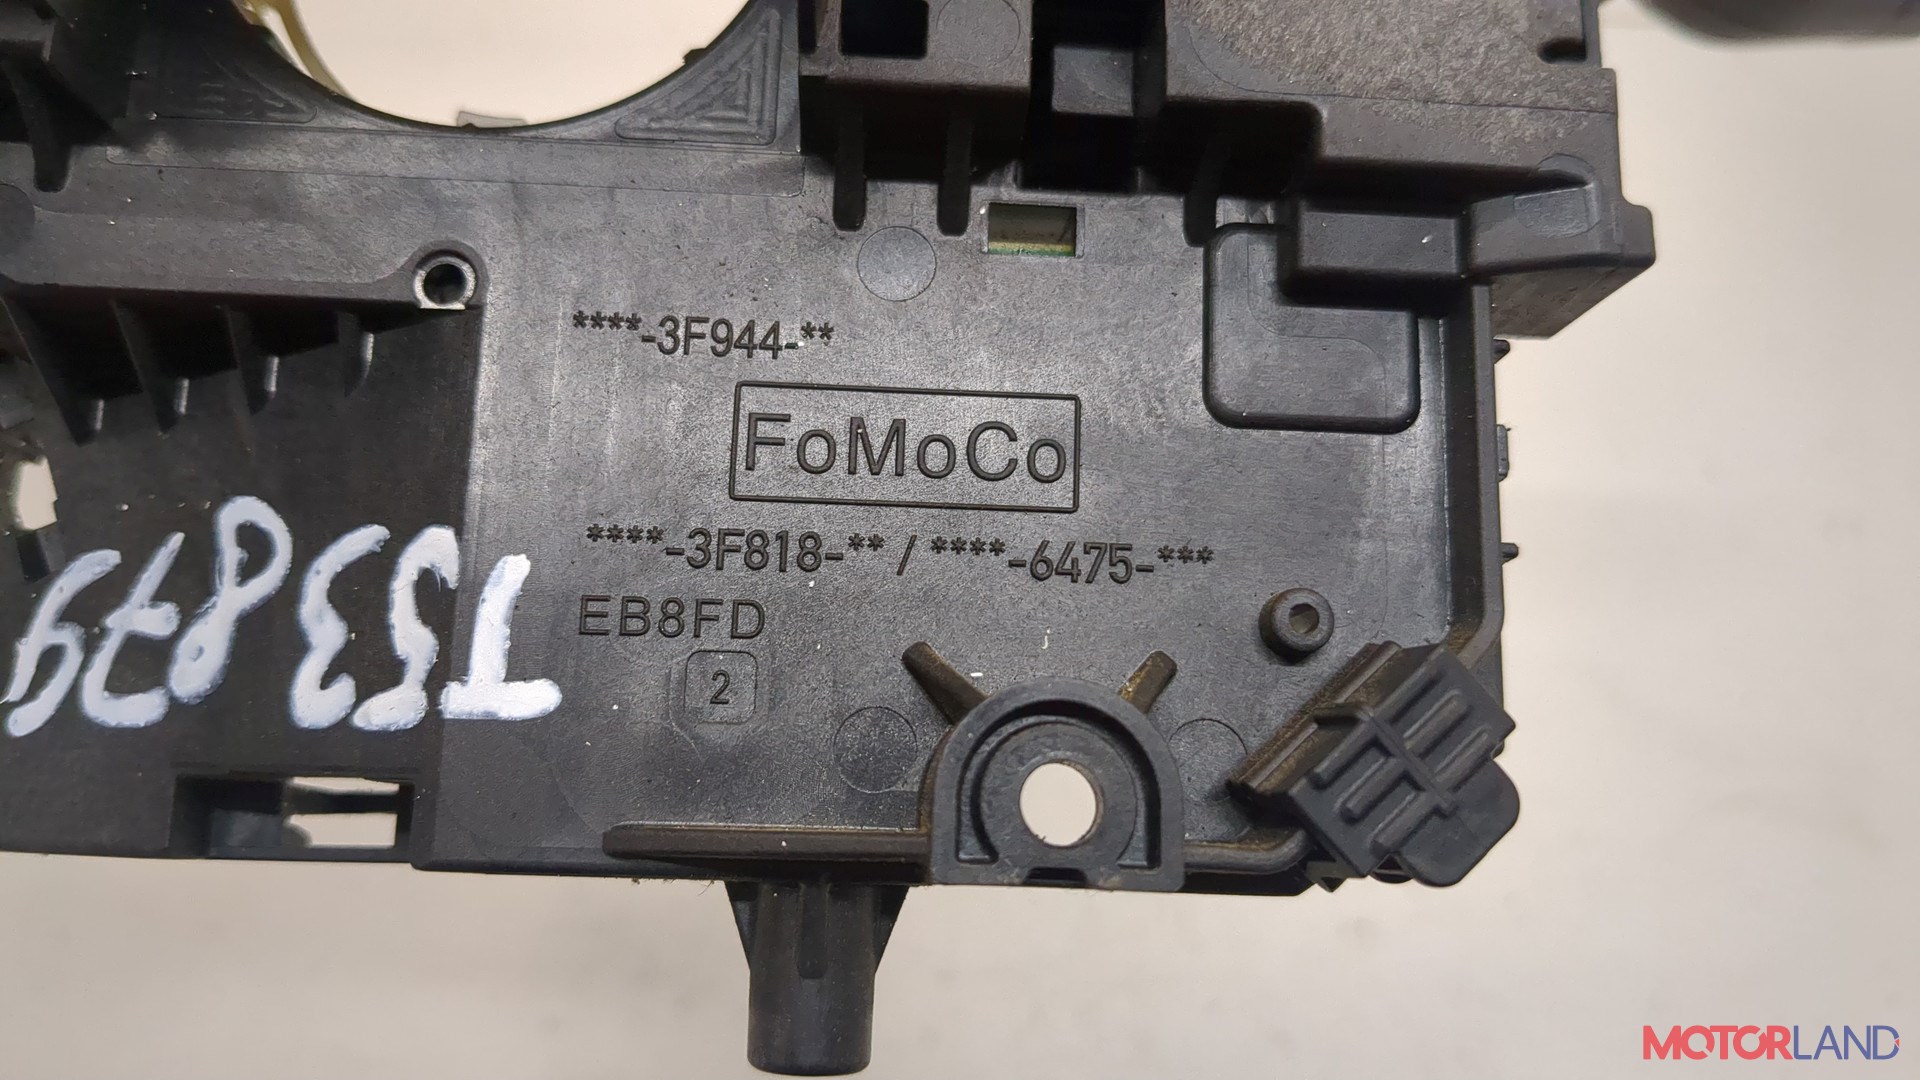 ****-3F944-**
FoMoCo
****-3F818-** / ****-6475-***
EB8FD
2
T53879
MOTORLAND